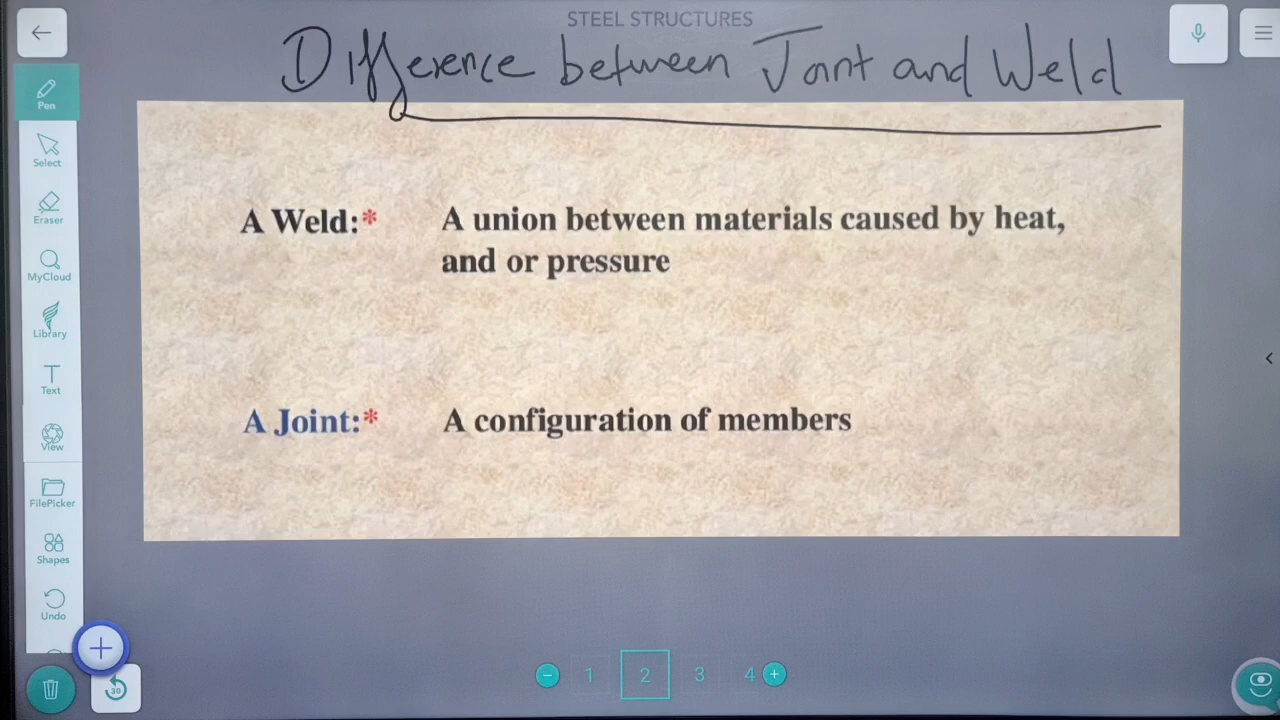 STEEL STRUCTURES
Difference between Joint and Weld
Pen
Select
Eraser
MyCloud
Library
Text
View
FilePicker
Shapes
Undo
30
A Weld:* A union between materials caused by heat,
and or pressure
A Joint:* A configuration of members
1 2 3 4